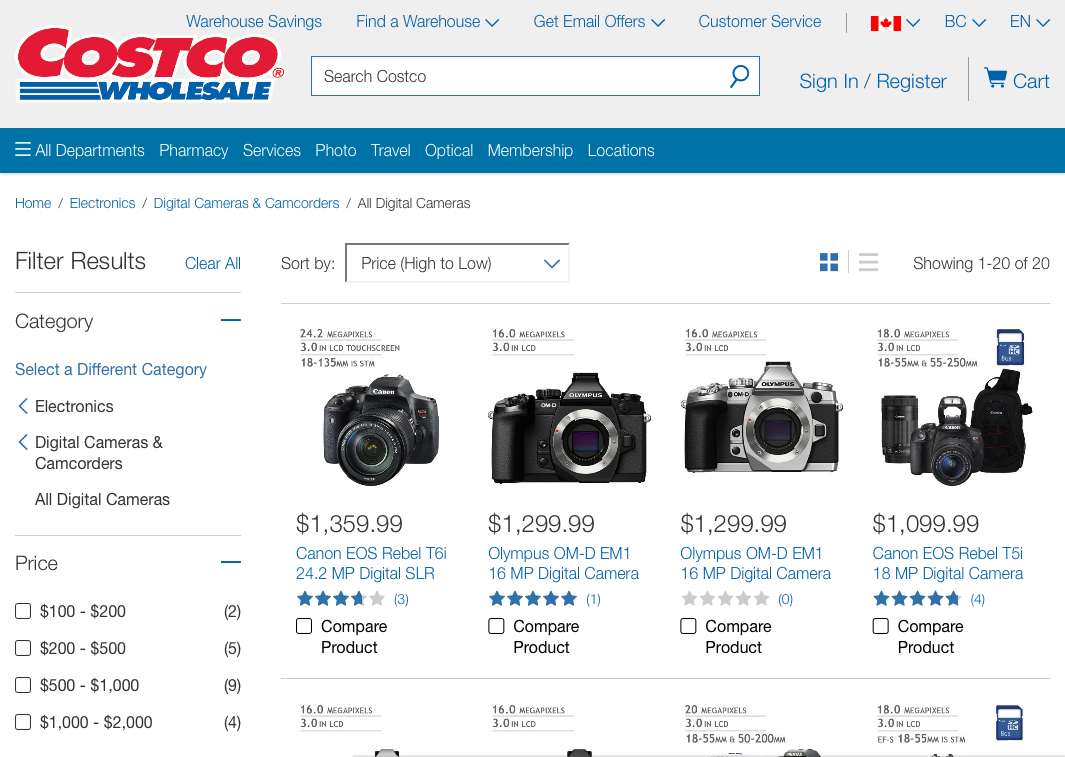 Warehouse Savings Find a Warehouse Get Email Offers Customer Service BC EN
COSTCO®
WHOLESALE
Search Costco
Sign In / Register Cart
All Departments Pharmacy Services Photo Travel Optical Membership Locations
Home / Electronics / Digital Cameras & Camcorders / All Digital Cameras
Filter Results Clear All
Sort by: Price (High to Low) Showing 1-20 of 20
Category
Select a Different Category
Electronics
Digital Cameras &
Camcorders
All Digital Cameras
Price
$100 - $200 (2)
$200 - $500 (5)
$500 - $1,000 (9)
$1,000 - $2,000 (4)
24.2 MEGAPIXELS
3.0 IN LCD TOUCHSCREEN
18-135MM IS STM
Canon
$1,359.99
Canon EOS Rebel T6i
24.2 MP Digital SLR
(3)
Compare
Product
16.0 MEGAPIXELS
3.0 IN LCD
OLYMPUS
OM-D
$1,299.99
Olympus OM-D EM1
16 MP Digital Camera
(1)
Compare
Product
16.0 MEGAPIXELS
3.0 IN LCD
OLYMPUS
OM-D
$1,299.99
Olympus OM-D EM1
16 MP Digital Camera
(0)
Compare
Product
18.0 MEGAPIXELS
3.0 IN LCD
18-55MM & 55-250MM
HC
8GB
Canon
$1,099.99
Canon EOS Rebel T5i
18 MP Digital Camera
(4)
Compare
Product
16.0 MEGAPIXELS
3.0 IN LCD
16.0 MEGAPIXELS
3.0 IN LCD
20 MEGAPIXELS
3.0 IN LCD
18-55MM & 50-200MM
18.0 MEGAPIXELS
3.0 IN LCD
EF-S 18-55MM IS STM
HC
8GB